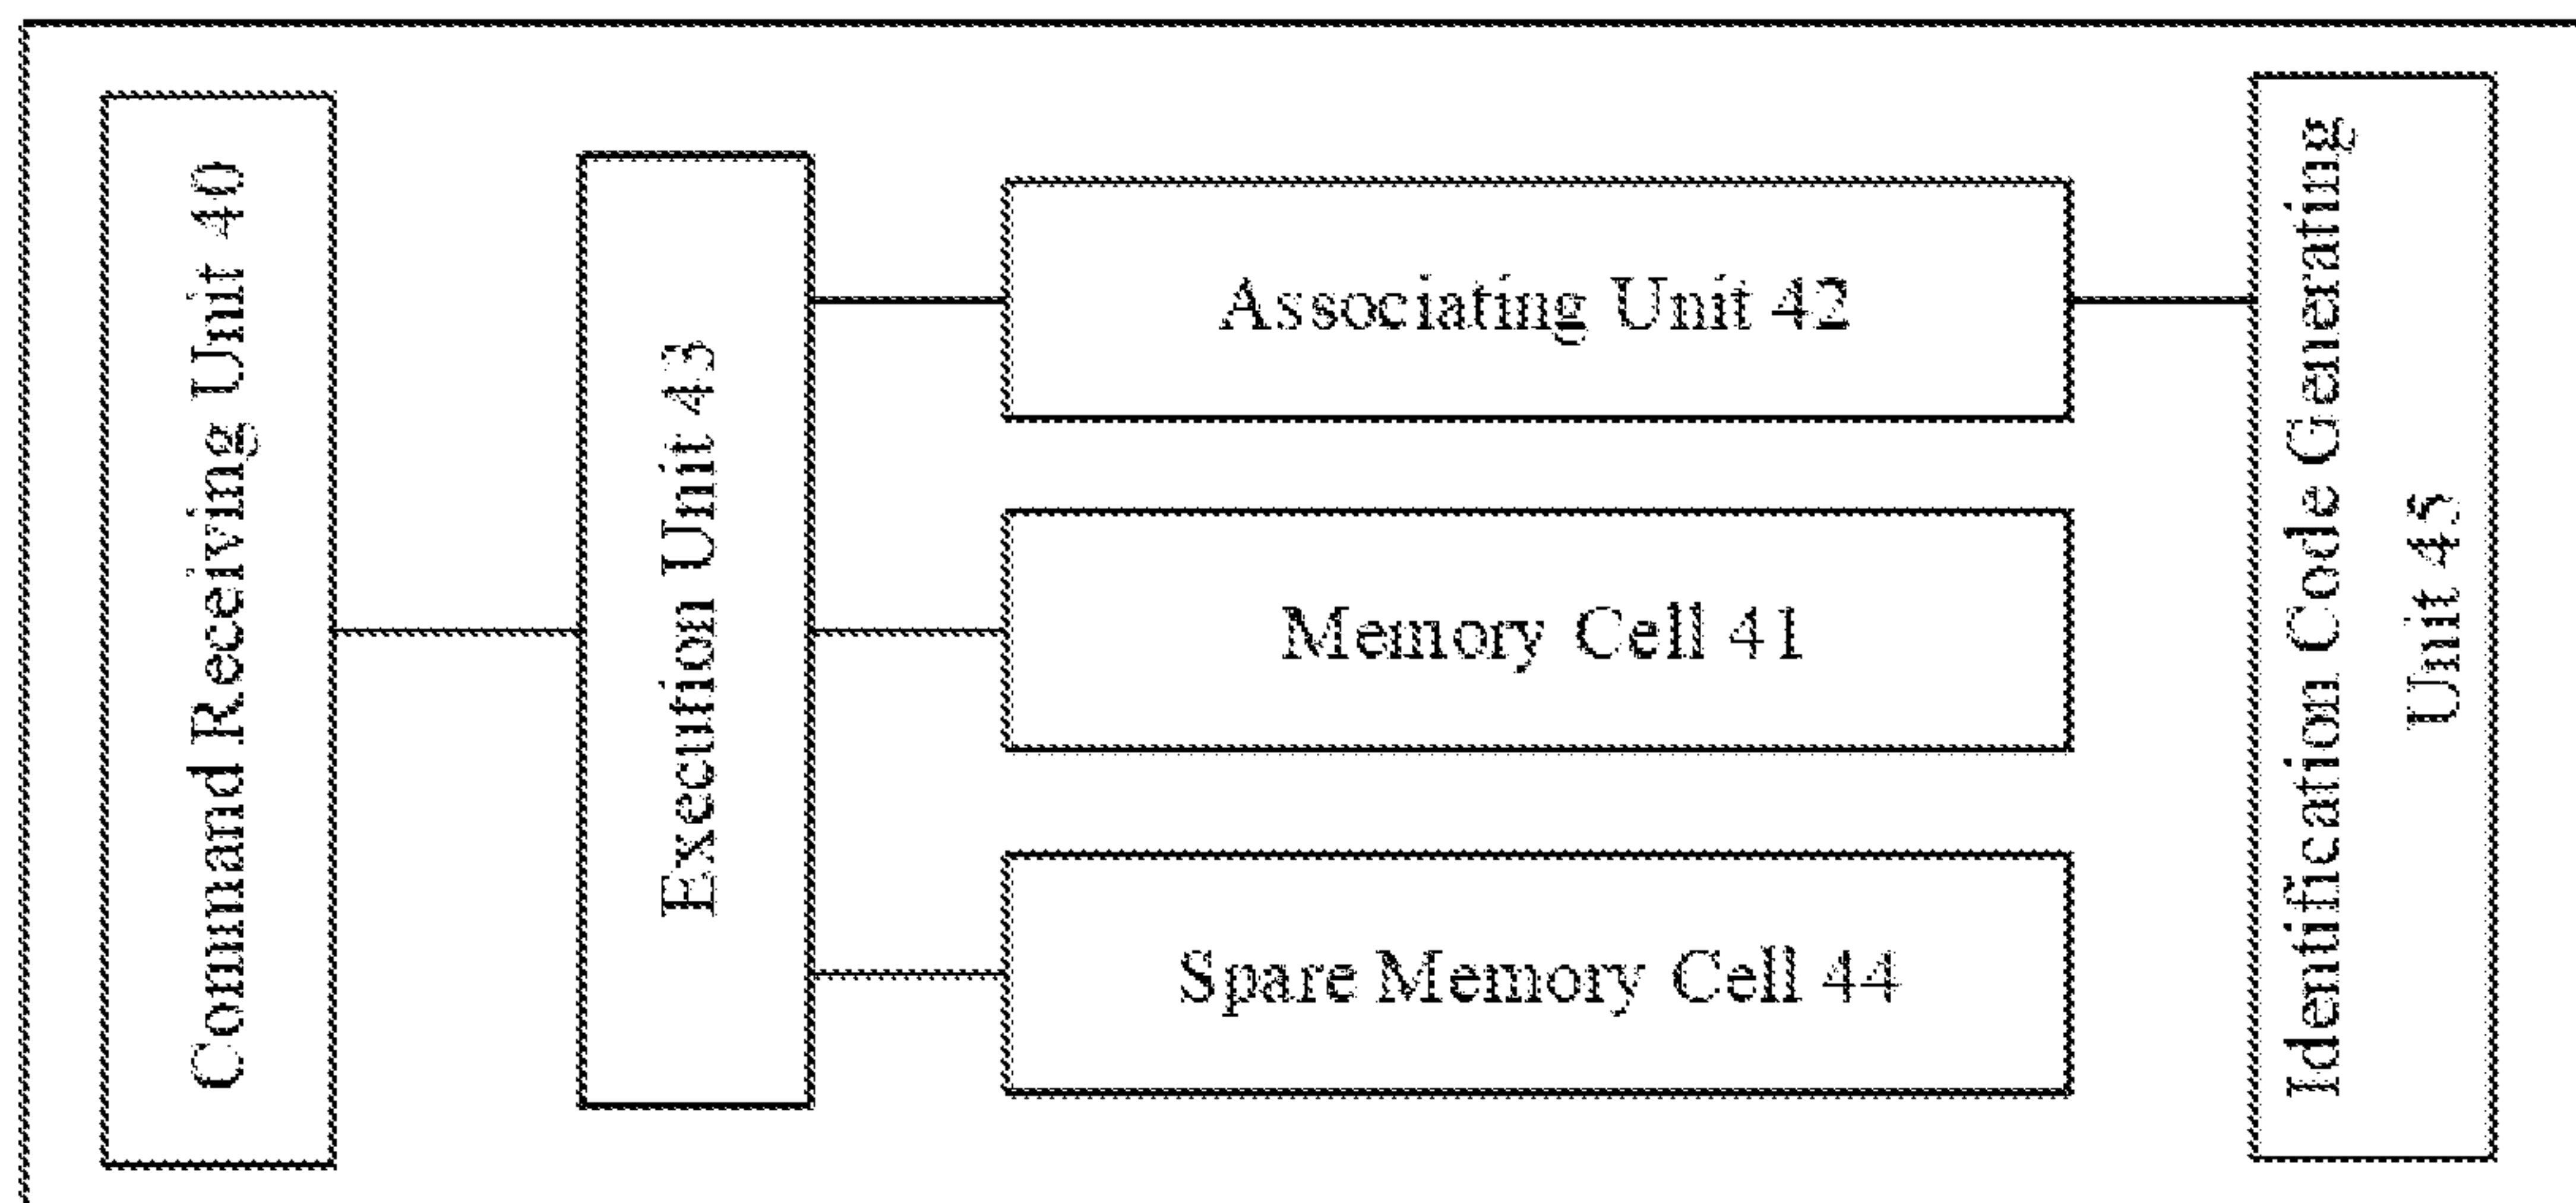 Command Receiving Unit 40
Execution Unit 43
Associating Unit 42
Memory Cell 41
Spare Memory Cell 44
Identification Code Generating
Unit 45